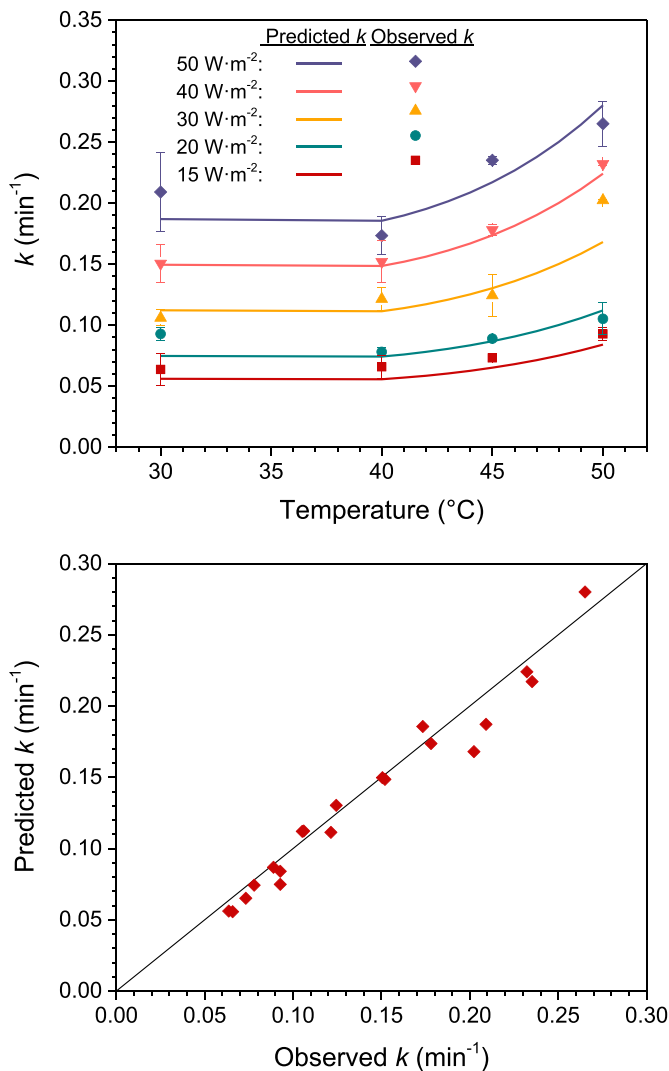 0.35
0.30
0.25
0.20
0.15
0.10
0.05
0.00
k (min⁻¹)
Predicted k Observed k
50 W·m⁻²:
40 W·m⁻²:
30 W·m⁻²:
20 W·m⁻²:
15 W·m⁻²:
30 35 40 45 50
Temperature (°C)
0.30
0.25
0.20
0.15
0.10
0.05
0.00
Predicted k (min⁻¹)
0.00 0.05 0.10 0.15 0.20 0.25 0.30
Observed k (min⁻¹)